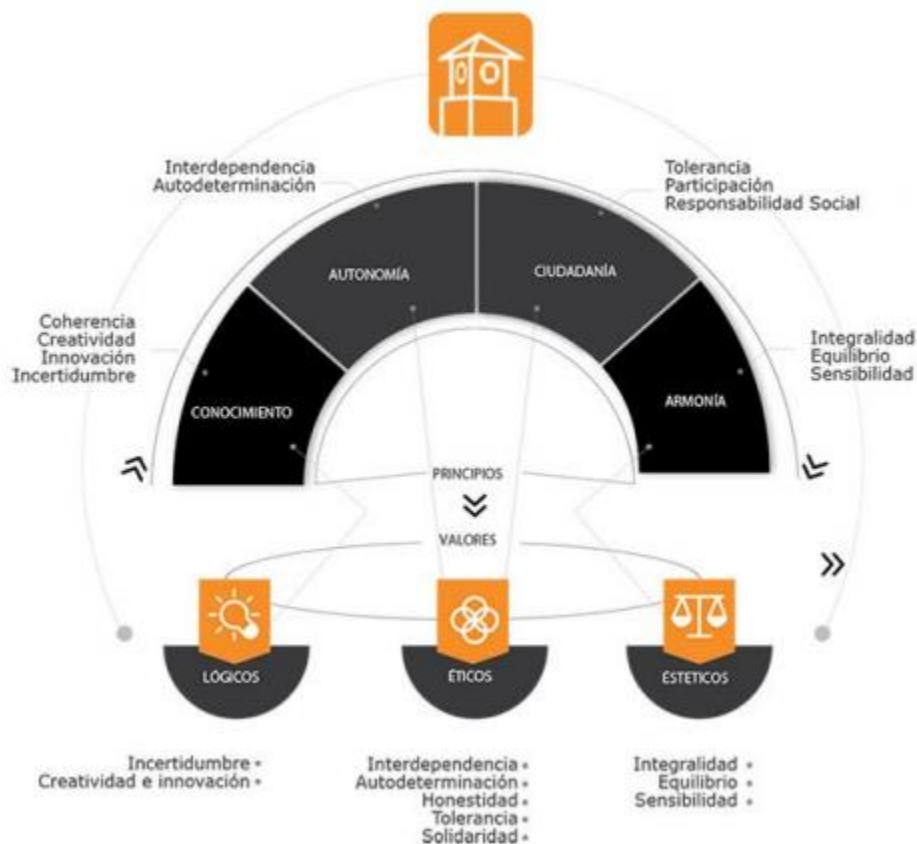 Interdependencia
Autodeterminación
Tolerancia
Participación
Responsabilidad Social
AUTONOMÍA
CIUDADANÍA
Coherencia
Creatividad
Innovación
Incertidumbre
CONOCIMIENTO
Integralidad
Equilibrio
Sensibilidad
ARMONÍA
PRINCIPIOS
VALORES
LÓGICOS
ÉTICOS
ÉSTETICOS
Incertidumbre
Creatividad e innovación
Interdependencia
Autodeterminación
Honestidad
Tolerancia
Solidaridad
Integralidad
Equilibrio
Sensibilidad